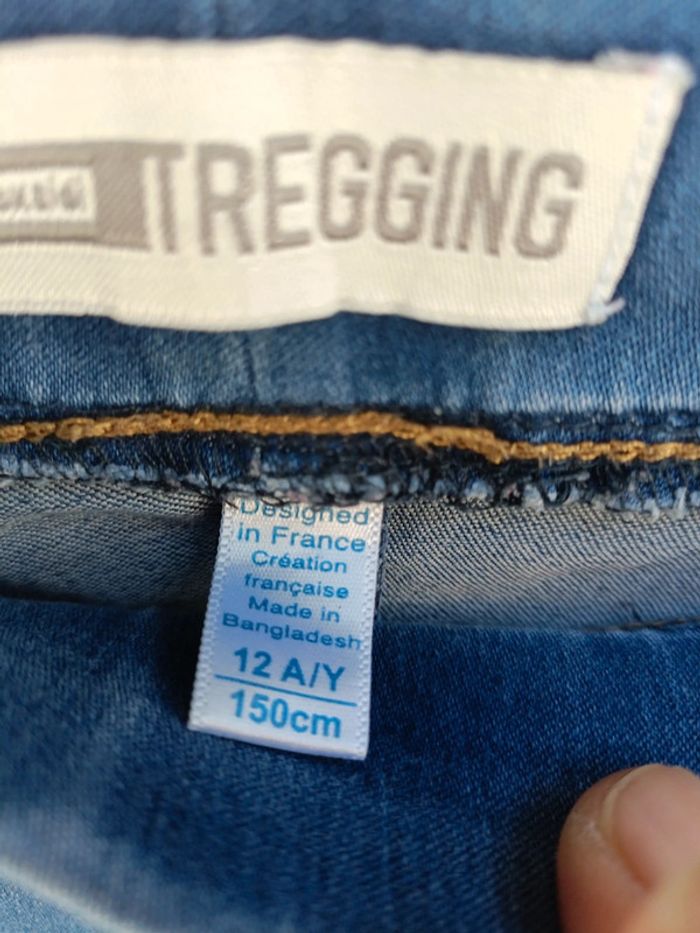 TREGGING
Designed
in France
Création
française
Made in
Bangladesh
12 A/Y
150cm